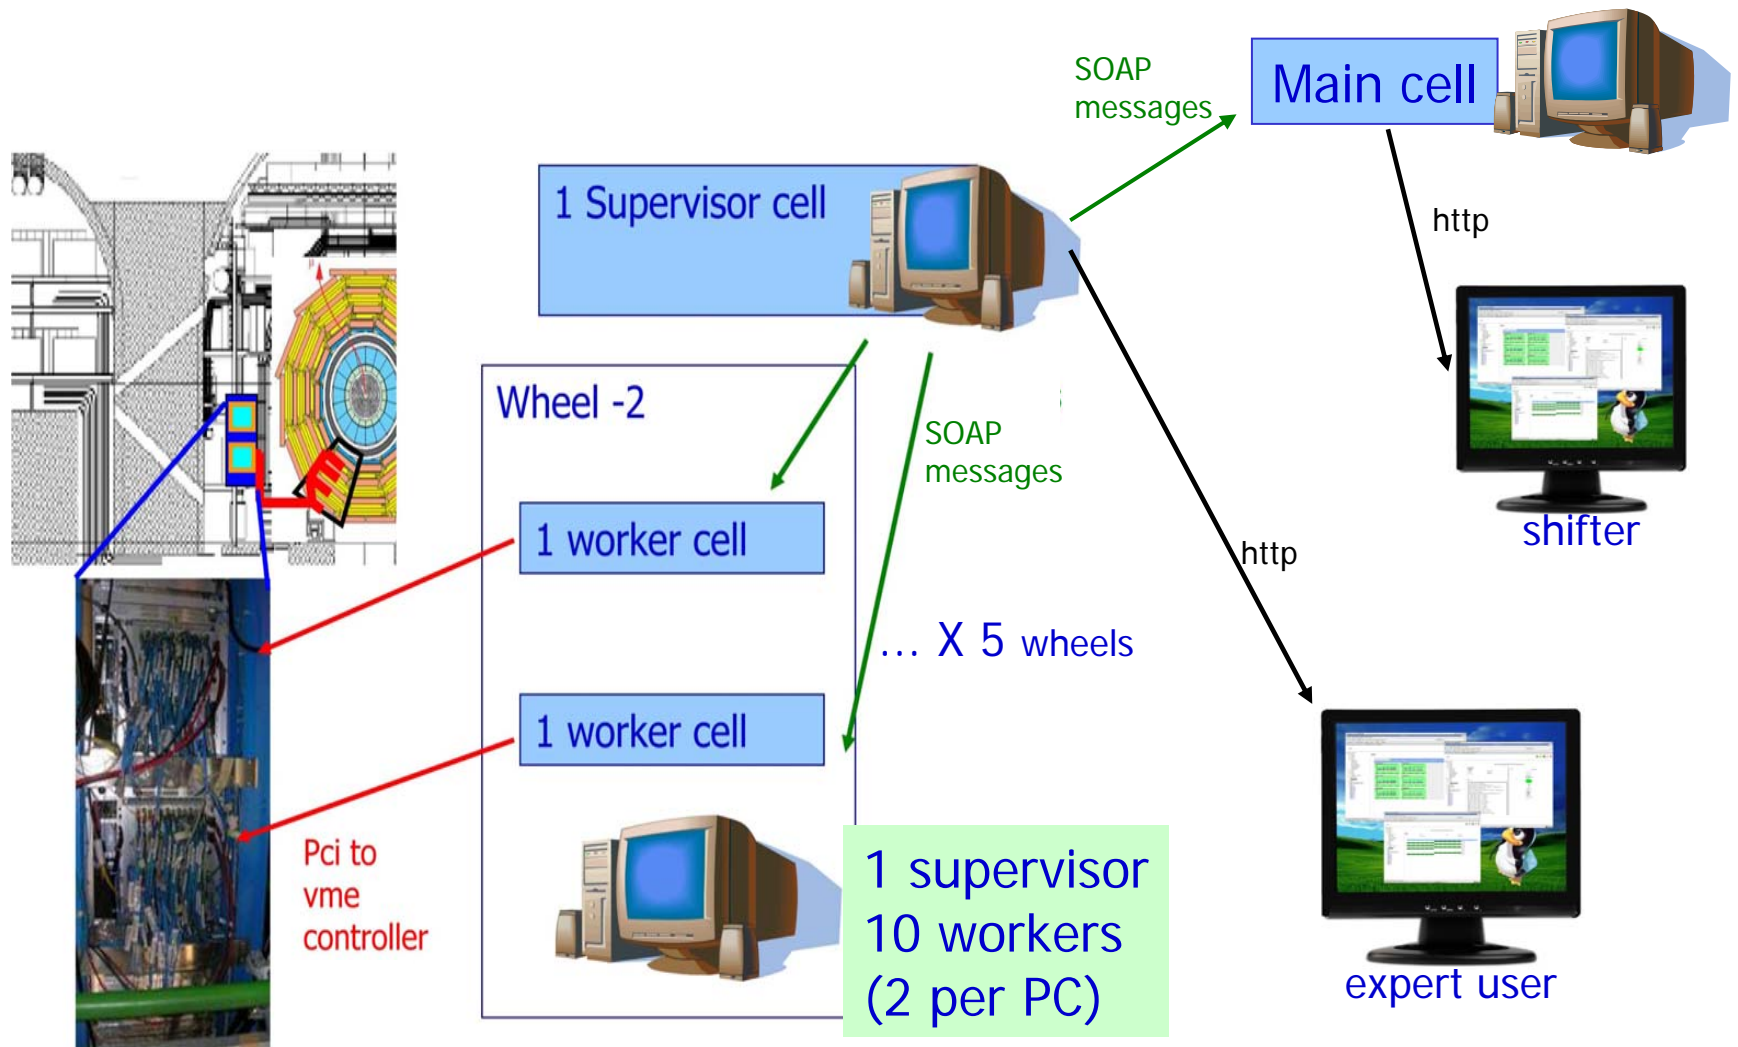 SOAP
messages
Main cell
1 Supervisor cell
http
Wheel -2
SOAP
messages
1 worker cell
shifter
http
... X 5 wheels
1 worker cell
Pci to
vme
controller
1 supervisor
10 workers
(2 per PC)
expert user